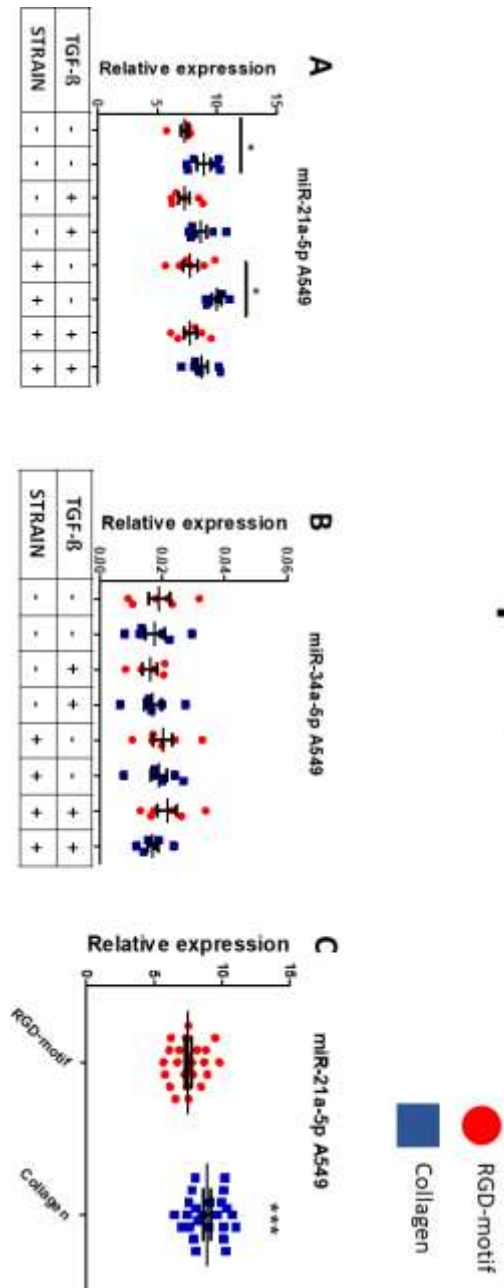 RGD-motif
Collagen
A
miR-21a-5p A549
Relative expression
15
10
5
0
*
*
TGF-ß - - + + - - + +
STRAIN - - - - + + + +
B
miR-34a-5p A549
Relative expression
0.06
0.04
0.02
0.00
TGF-ß - - + + - - + +
STRAIN - - - - + + + +
C
miR-21a-5p A549
Relative expression
15
10
5
0
***
RGD-motif
Collagen